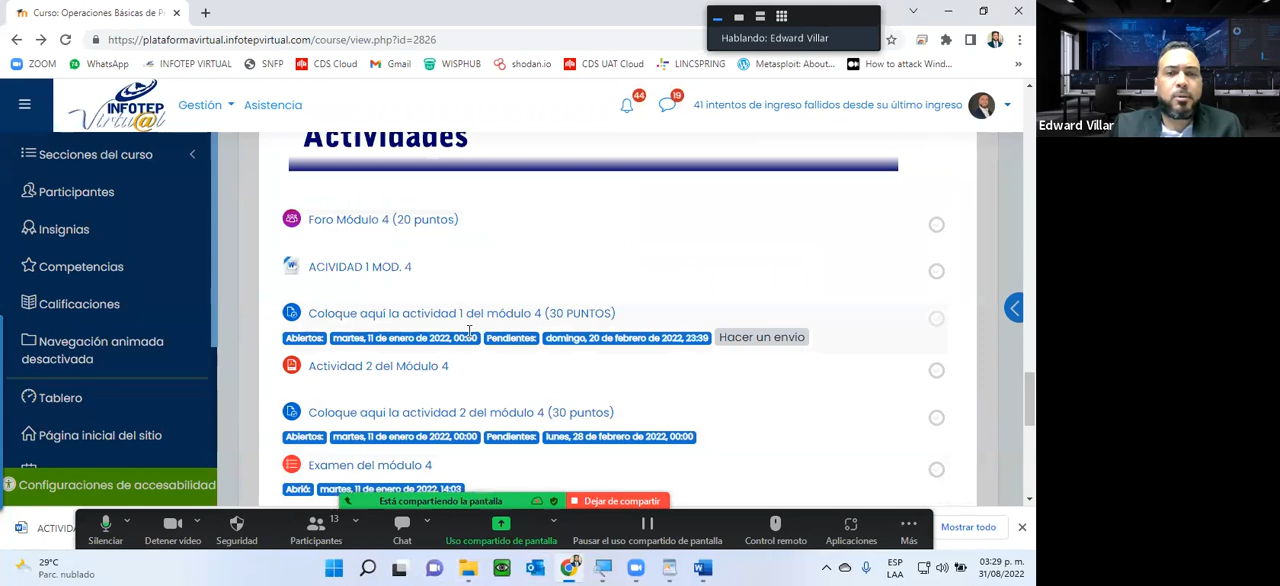 Curso: Operaciones Básicas de P
Hablando: Edward Villar
https://plataformavirtual.infotepvirtual.com/course/view.php?id=2826
ZOOM
WhatsApp
INFOTEP VIRTUAL
SNFP
CDS Cloud
Gmail
WISPHUB
shodan.io
CDS UAT Cloud
LINCSPRING
Metasploit: About...
How to attack Wind...
»
INFOTEP
Virtu@l
Gestión
Asistencia
44
19
41 intentos de ingreso fallidos desde su último ingreso
Edward Villar
Secciones del curso
Participantes
Insignias
Competencias
Calificaciones
Navegación animada
desactivada
Tablero
Página inicial del sitio
Configuraciones de accesabilidad
Actividades
Foro Módulo 4 (20 puntos)
ACIVIDAD 1 MOD. 4
Coloque aquí la actividad 1 del módulo 4 (30 PUNTOS)
Abiertos: martes, 11 de enero de 2022, 00:00 Pendientes: domingo, 20 de febrero de 2022, 23:39 Hacer un envío
Actividad 2 del Módulo 4
Coloque aqui la actividad 2 del módulo 4 (30 puntos)
Abiertos: martes, 11 de enero de 2022, 00:00 Pendientes: lunes, 28 de febrero de 2022, 00:00
Examen del módulo 4
Abrió: martes, 11 de enero de 2022, 14:03
Está compartiendo la pantalla
Dejar de compartir
ACTIVIDA
Silenciar
Detener vídeo
Seguridad
13
Participantes
Chat
Uso compartido de pantalla
Pausar el uso compartido de pantalla
Control remoto
Aplicaciones
Más
Mostrar todo
29°C
Parc. nublado
ESP
LAA
03:29 p. m.
31/08/2022